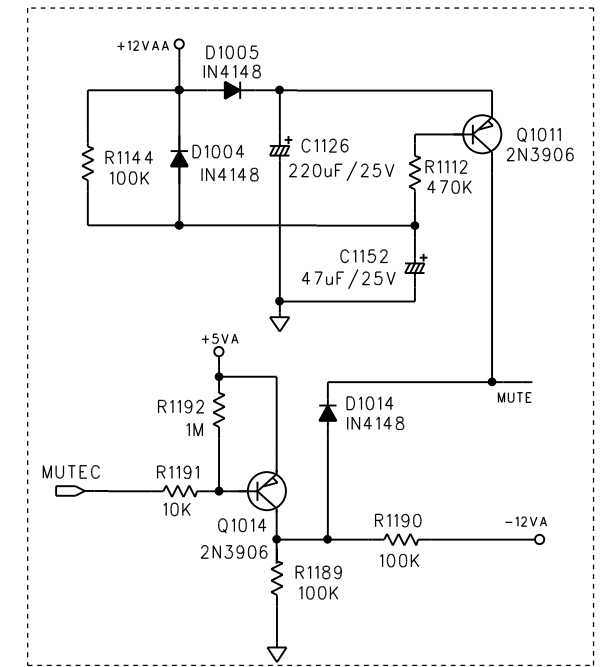 +12VAA
D1005
IN4148
R1144
100K
D1004
IN4148
+
C1126
220uF/25V
Q1011
2N3906
R1112
470K
C1152
+
47uF/25V
+5VA
R1192
1M
D1014
IN4148
MUTE
MUTEC
R1191
10K
Q1014
2N3906
R1190
100K
-12VA
R1189
100K